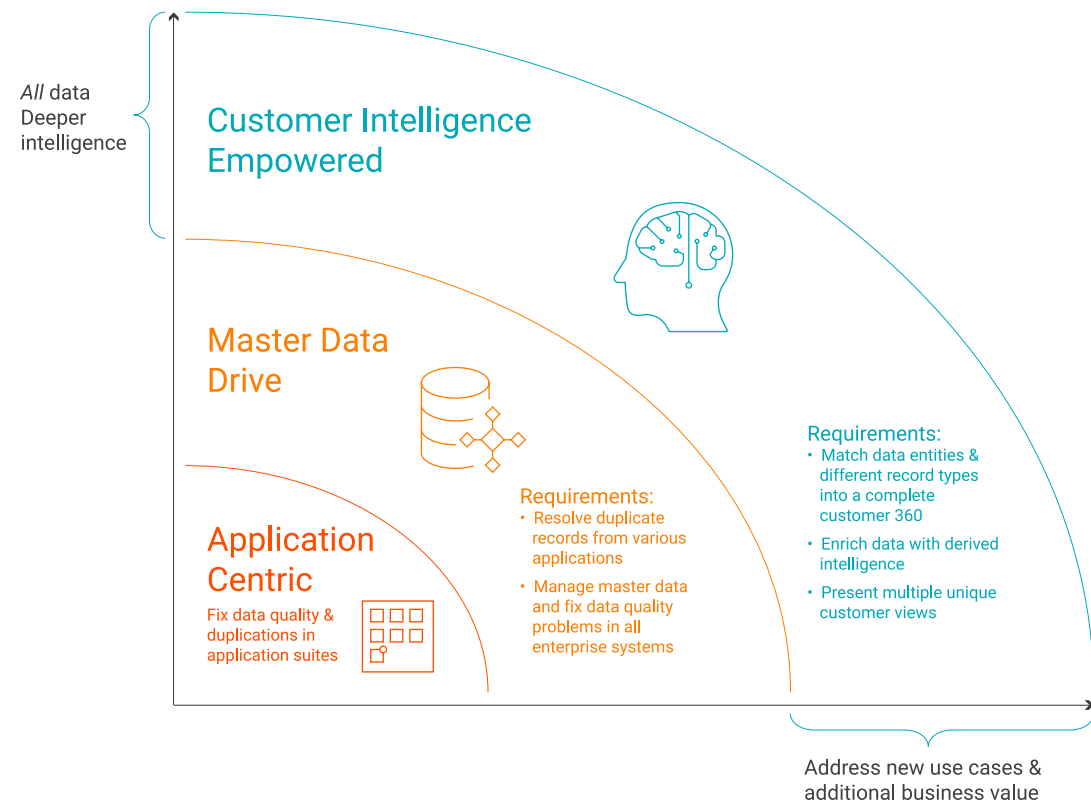 All data
Deeper
intelligence
Customer Intelligence
Empowered
Master Data
Drive
Requirements:
• Match data entities &
different record types
into a complete
customer 360
• Enrich data with derived
intelligence
• Present multiple unique
customer views
Requirements:
• Resolve duplicate
records from various
applications
• Manage master data
and fix data quality
problems in all
enterprise systems
Application
Centric
Fix data quality &
duplications in
application suites
Address new use cases &
additional business value